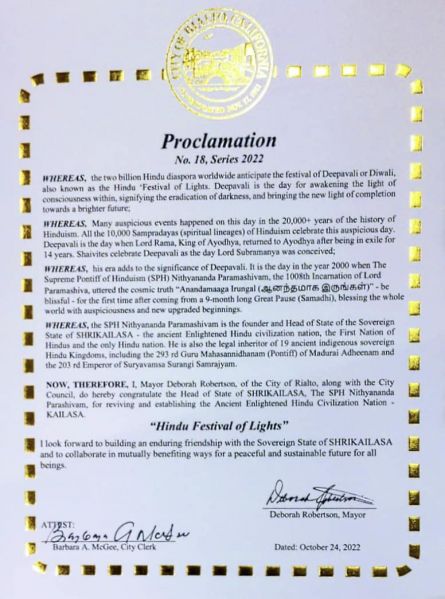 CITY OF RIALTO, CALIFORNIA
INCORPORATED NOV. 17, 1911
Proclamation
No. 18, Series 2022
WHEREAS, the two billion Hindu diaspora worldwide anticipate the festival of Deepavali or Diwali,
also known as the Hindu 'Festival of Lights. Deepavali is the day for awakening the light of
consciousness within, signifying the eradication of darkness, and bringing the new light of completion
towards a brighter future;
WHEREAS, Many auspicious events happened on this day in the 20,000+ years of the history of
Hinduism. All the 10,000 Sampradayas (spiritual lineages) of Hinduism celebrate this auspicious day.
Deepavali is the day when Lord Rama, King of Ayodhya, returned to Ayodhya after being in exile for
14 years. Shaivites celebrate Deepavali as the day Lord Subramanya was conceived;
WHEREAS, his era adds to the significance of Deepavali. It is the day in the year 2000 when The
Supreme Pontiff of Hinduism (SPH) Nithyananda Paramashivam, the 1008th Incarnation of Lord
Paramashiva, uttered the cosmic truth "Anandamaaga Irungal (ஆனந்தமாக இருங்கள்)" - be
blissful - for the first time after coming from a 9-month long Great Pause (Samadhi), blessing the whole
world with auspiciousness and new upgraded beginnings.
WHEREAS, the SPH Nithyananda Paramashivam is the founder and Head of State of the Sovereign
State of SHRIKAILASA - the ancient Enlightened Hindu civilization nation, the First Nation of
Hindus and the only Hindu nation. He is also the legal inheritor of 19 ancient indigenous sovereign
Hindu Kingdoms, including the 293 rd Guru Mahasannidhanam (Pontiff) of Madurai Adheenam and
the 203 rd Emperor of Suryavamsa Surangi Samrajyam.
NOW, THEREFORE, I, Mayor Deborah Robertson, of the City of Rialto, along with the City
Council, do hereby congratulate the Head of State of SHRIKAILASA, The SPH Nithyananda
Parashivam, for reviving and establishing the Ancient Enlightened Hindu Civilization Nation -
KAILASA.
"Hindu Festival of Lights"
I look forward to building an enduring friendship with the Sovereign State of SHRIKAILASA
and to collaborate in mutually benefiting ways for a peaceful and sustainable future for all
beings.
Deborah Robertson
Deborah Robertson, Mayor
ATTEST:
Barbara A McGee
Barbara A. McGee, City Clerk
Dated: October 24, 2022